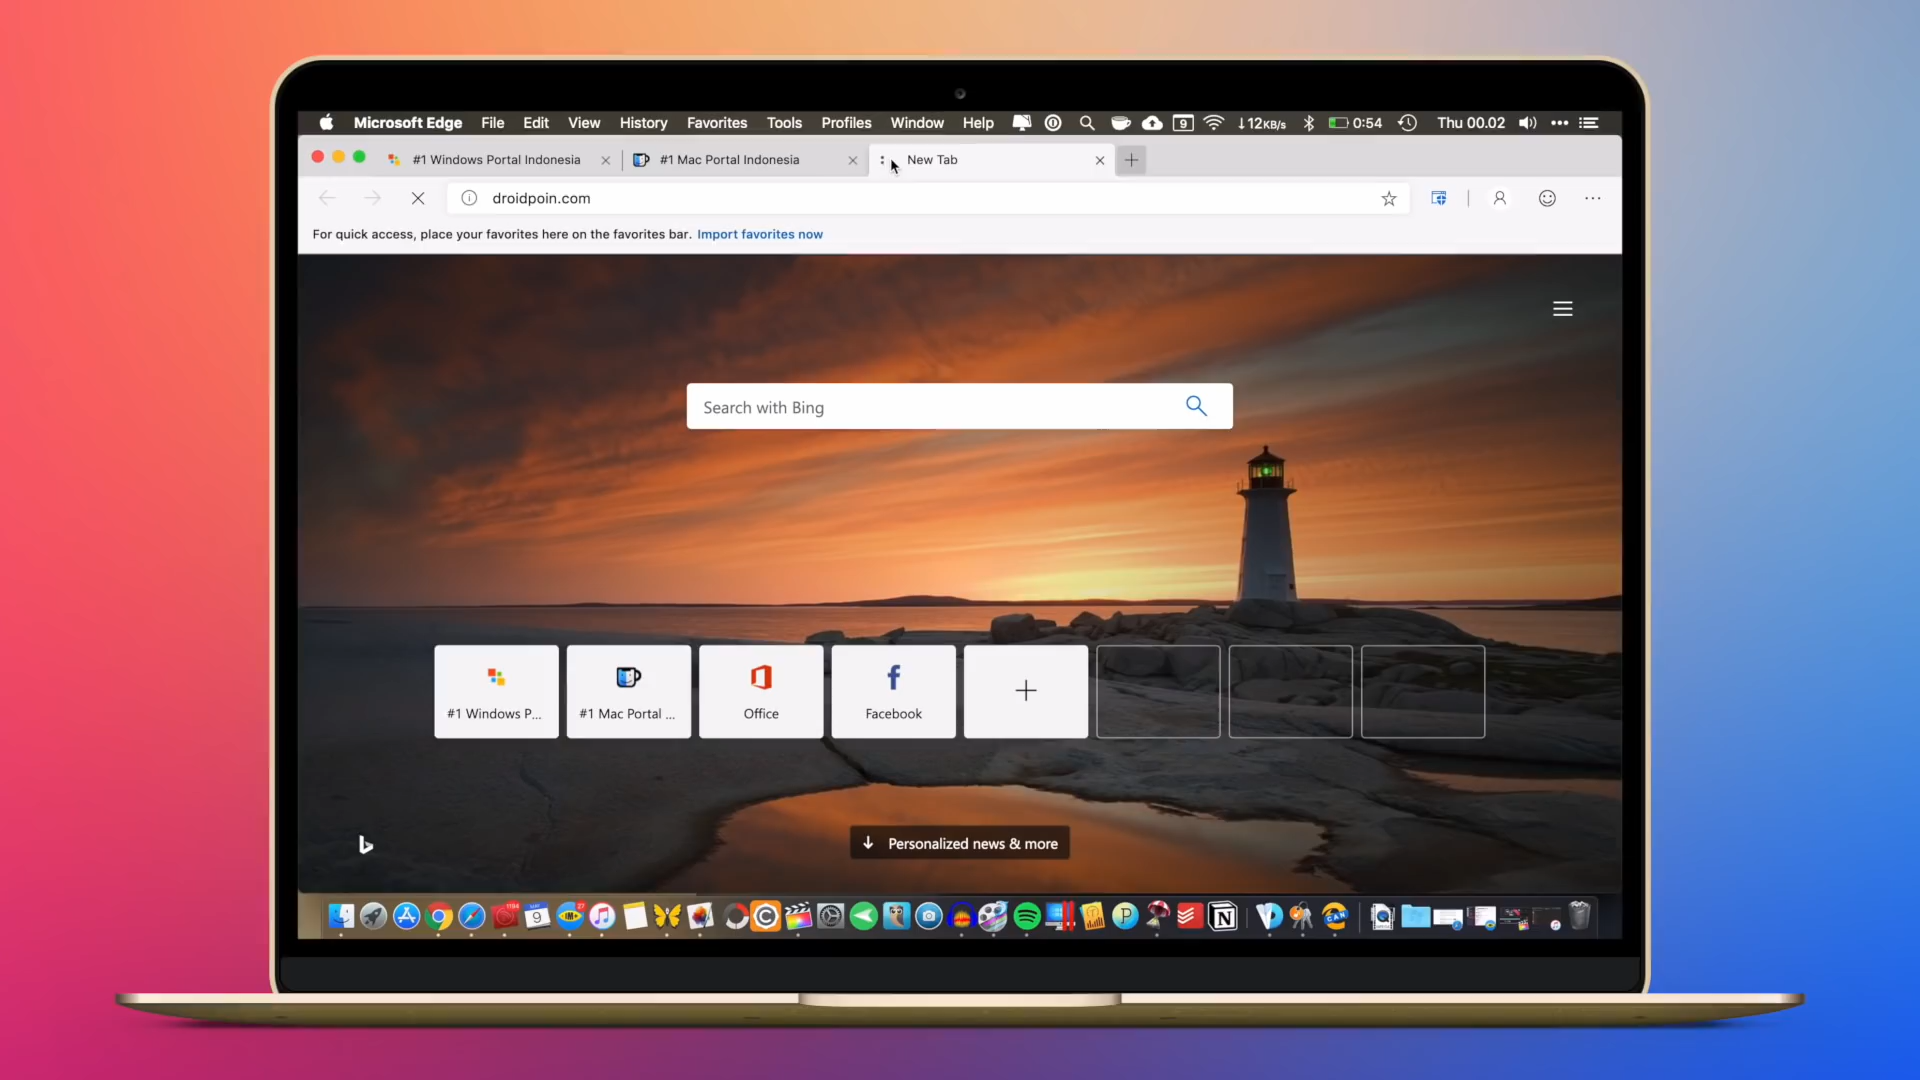 Microsoft Edge File Edit View History Favorites Tools Profiles Window Help 9 ↓12KB/s 0:54 Thu 00.02
#1 Windows Portal Indonesia #1 Mac Portal Indonesia New Tab
droidpoin.com
For quick access, place your favorites here on the favorites bar. Import favorites now
Search with Bing
#1 Windows P... #1 Mac Portal ... Office Facebook
Personalized news & more
9